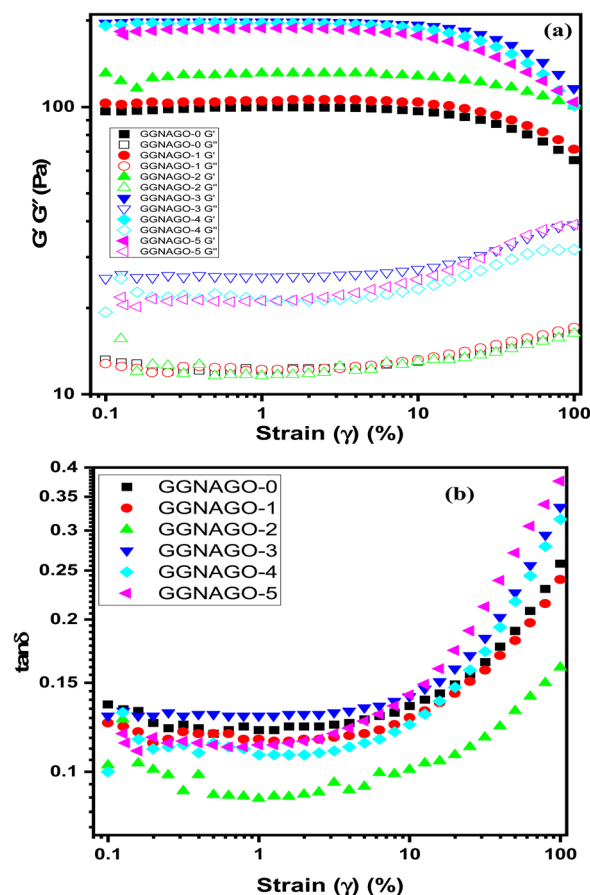 (a)
100
10
G' G'' (Pa)
GGNAGO-0 G'
GGNAGO-0 G''
GGNAGO-1 G'
GGNAGO-1 G''
GGNAGO-2 G'
GGNAGO-2 G''
GGNAGO-3 G'
GGNAGO-3 G''
GGNAGO-4 G'
GGNAGO-4 G''
GGNAGO-5 G'
GGNAGO-5 G''
0.1 1 10 100
Strain (γ) (%)
(b)
0.4
0.35
0.3
0.25
0.2
0.15
0.1
tanδ
GGNAGO-0
GGNAGO-1
GGNAGO-2
GGNAGO-3
GGNAGO-4
GGNAGO-5
0.1 1 10 100
Strain (γ) (%)